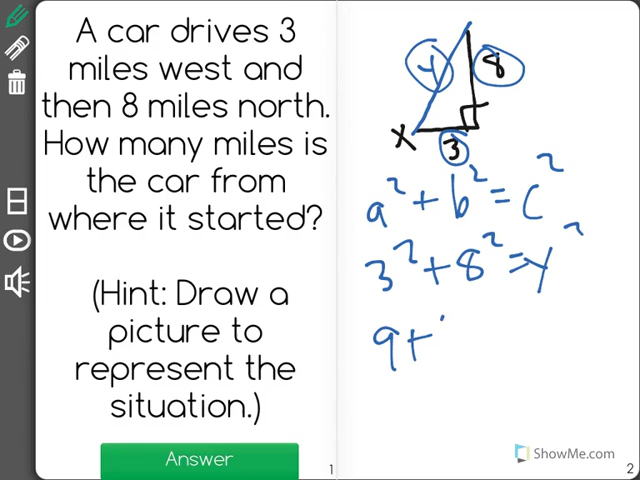 A car drives 3
miles west and
then 8 miles north.
How many miles is
the car from
where it started?
(Hint: Draw a
picture to
represent the
situation.)
Answer
1
y
8
x
3
a² + b² = c²
3² + 8² = y²
9+
ShowMe.com
2